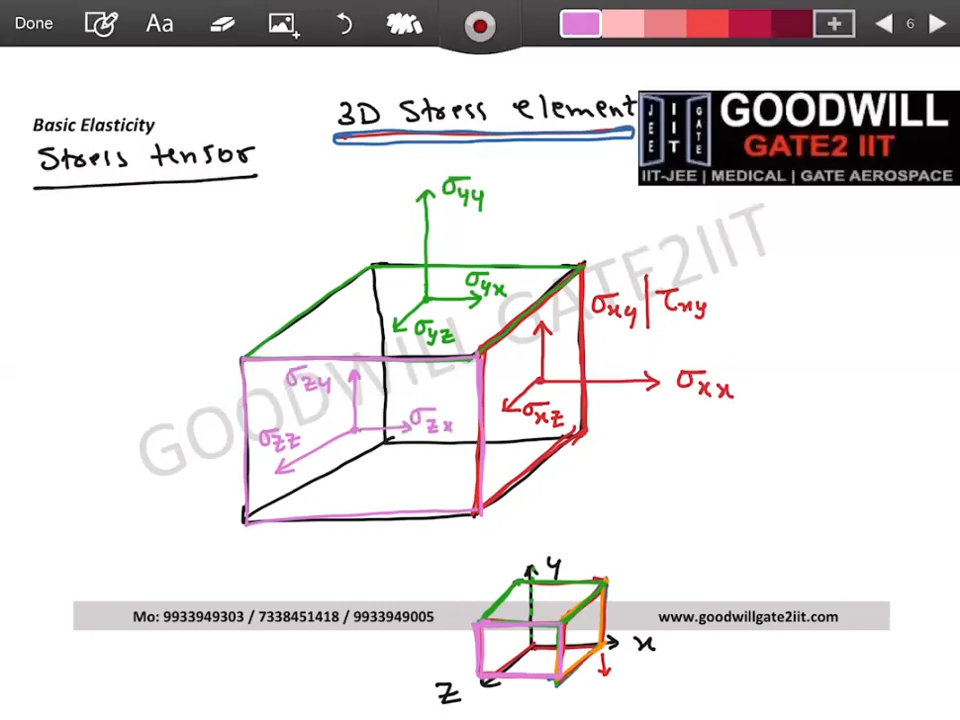 Done
Aa
6
Basic Elasticity
Stress tensor
3D Stress element
JEE
IIT
GATE
GOODWILL
GATE2 IIT
IIT-JEE | MEDICAL | GATE AEROSPACE
GOODWILL GATE2IIT
σyy
σyx
σyz
σxy | τxy
σxx
σxz
σzy
σzx
σzz
y
x
z
Mo: 9933949303 / 7338451418 / 9933949005
www.goodwillgate2iit.com